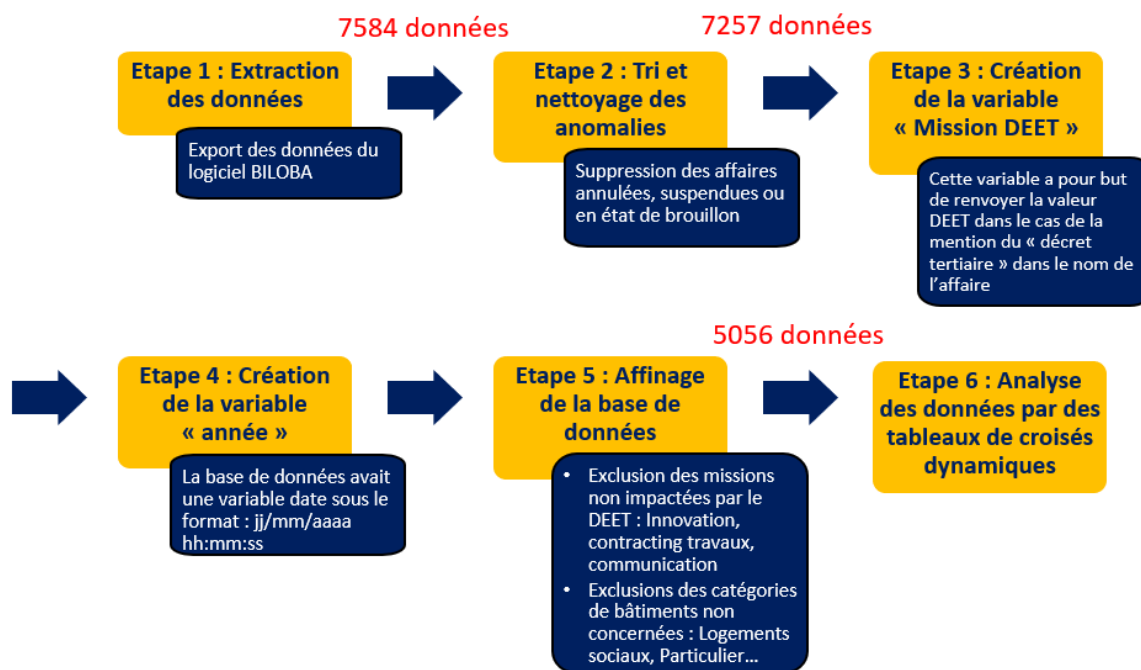 7584 données
7257 données
Etape 1 : Extraction
des données
Export des données du
logiciel BILOBA
Etape 2 : Tri et
nettoyage des
anomalies
Suppression des affaires
annulées, suspendues ou
en état de brouillon
Etape 3 : Création
de la variable
« Mission DEET »
Cette variable a pour but
de renvoyer la valeur
DEET dans le cas de la
mention du « décret
tertiaire » dans le nom de
l’affaire
5056 données
Etape 4 : Création
de la variable
« année »
La base de données avait
une variable date sous le
format : jj/mm/aaaa
hh:mm:ss
Etape 5 : Affinage
de la base de
données
• Exclusion des missions
non impactées par le
DEET : Innovation,
contracting travaux,
communication
• Exclusions des catégories
de bâtiments non
concernées : Logements
sociaux, Particulier…
Etape 6 : Analyse
des données par des
tableaux de croisés
dynamiques